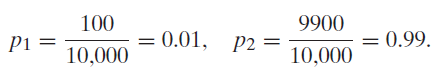 p₁ = 100/10,000 = 0.01, p₂ = 9900/10,000 = 0.99.